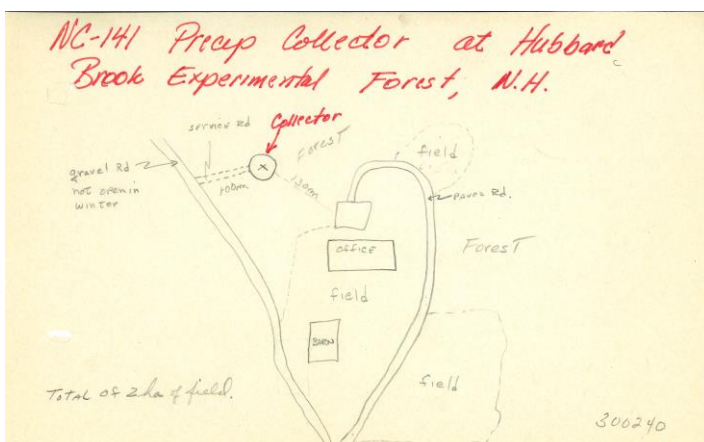 NC-141 Precip Collector at Hubbard
Brook Experimental Forest, N.H.
service Rd
Collector
Forest
field
gravel Rd
not open in
winter
100m
130m
paved Rd.
OFFICE
Forest
field
BARN
field
Total of 2 ha of field.
300240